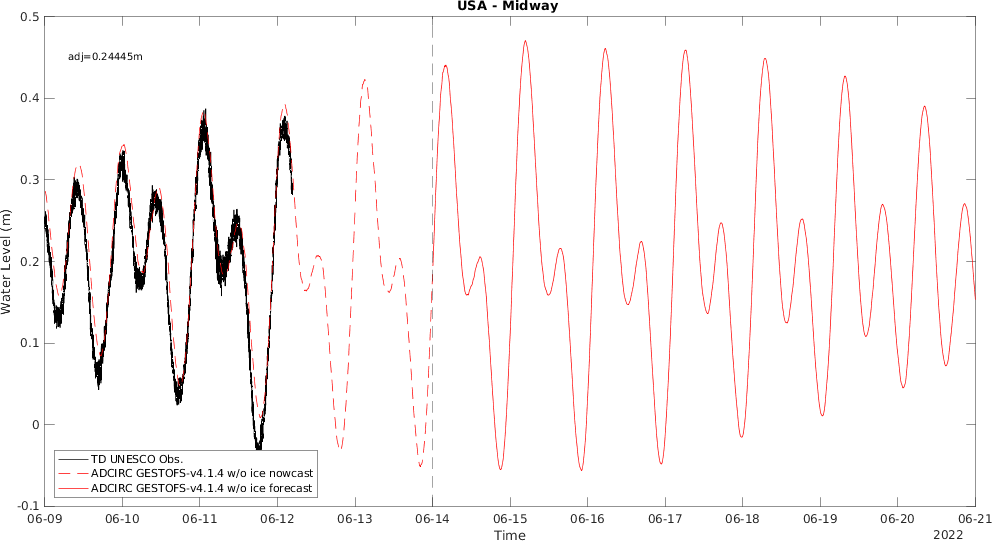 USA - Midway
0.5
adj=0.24445m
0.4
0.3
0.2
0.1
0
-0.1
Water Level (m)
TD UNESCO Obs.
ADCIRC GESTOFS-v4.1.4 w/o ice nowcast
ADCIRC GESTOFS-v4.1.4 w/o ice forecast
06-09 06-10 06-11 06-12 06-13 06-14 06-15 06-16 06-17 06-18 06-19 06-20 06-21
Time
2022